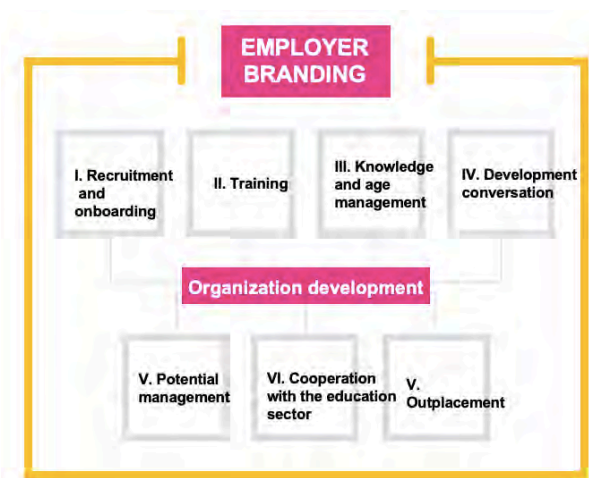 EMPLOYER
BRANDING
I. Recruitment
and
onboarding
II. Training
III. Knowledge
and age
management
IV. Development
conversation
Organization development
V. Potential
management
VI. Cooperation
with the education
sector
V.
Outplacement